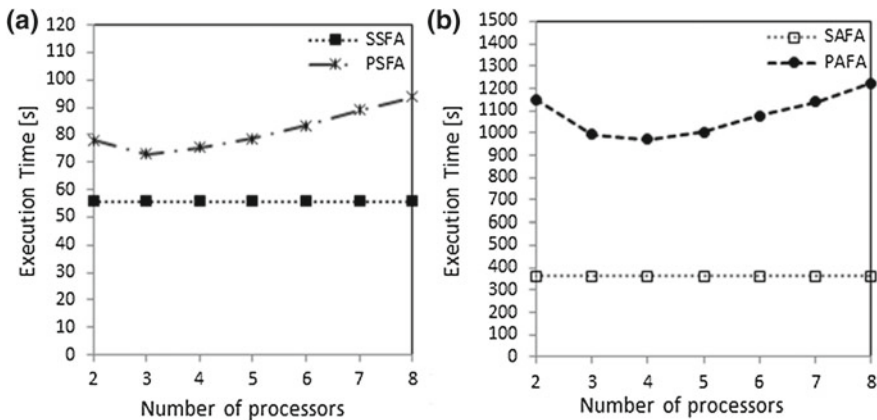 (a)
120
110
100
90
80
70
60
50
40
30
20
10
0
Execution Time [s]
SSFA
PSFA
2 3 4 5 6 7 8
Number of processors
(b)
1500
1400
1300
1200
1100
1000
900
800
700
600
500
400
300
200
100
0
Execution Time [s]
SAFA
PAFA
2 3 4 5 6 7 8
Number of processors